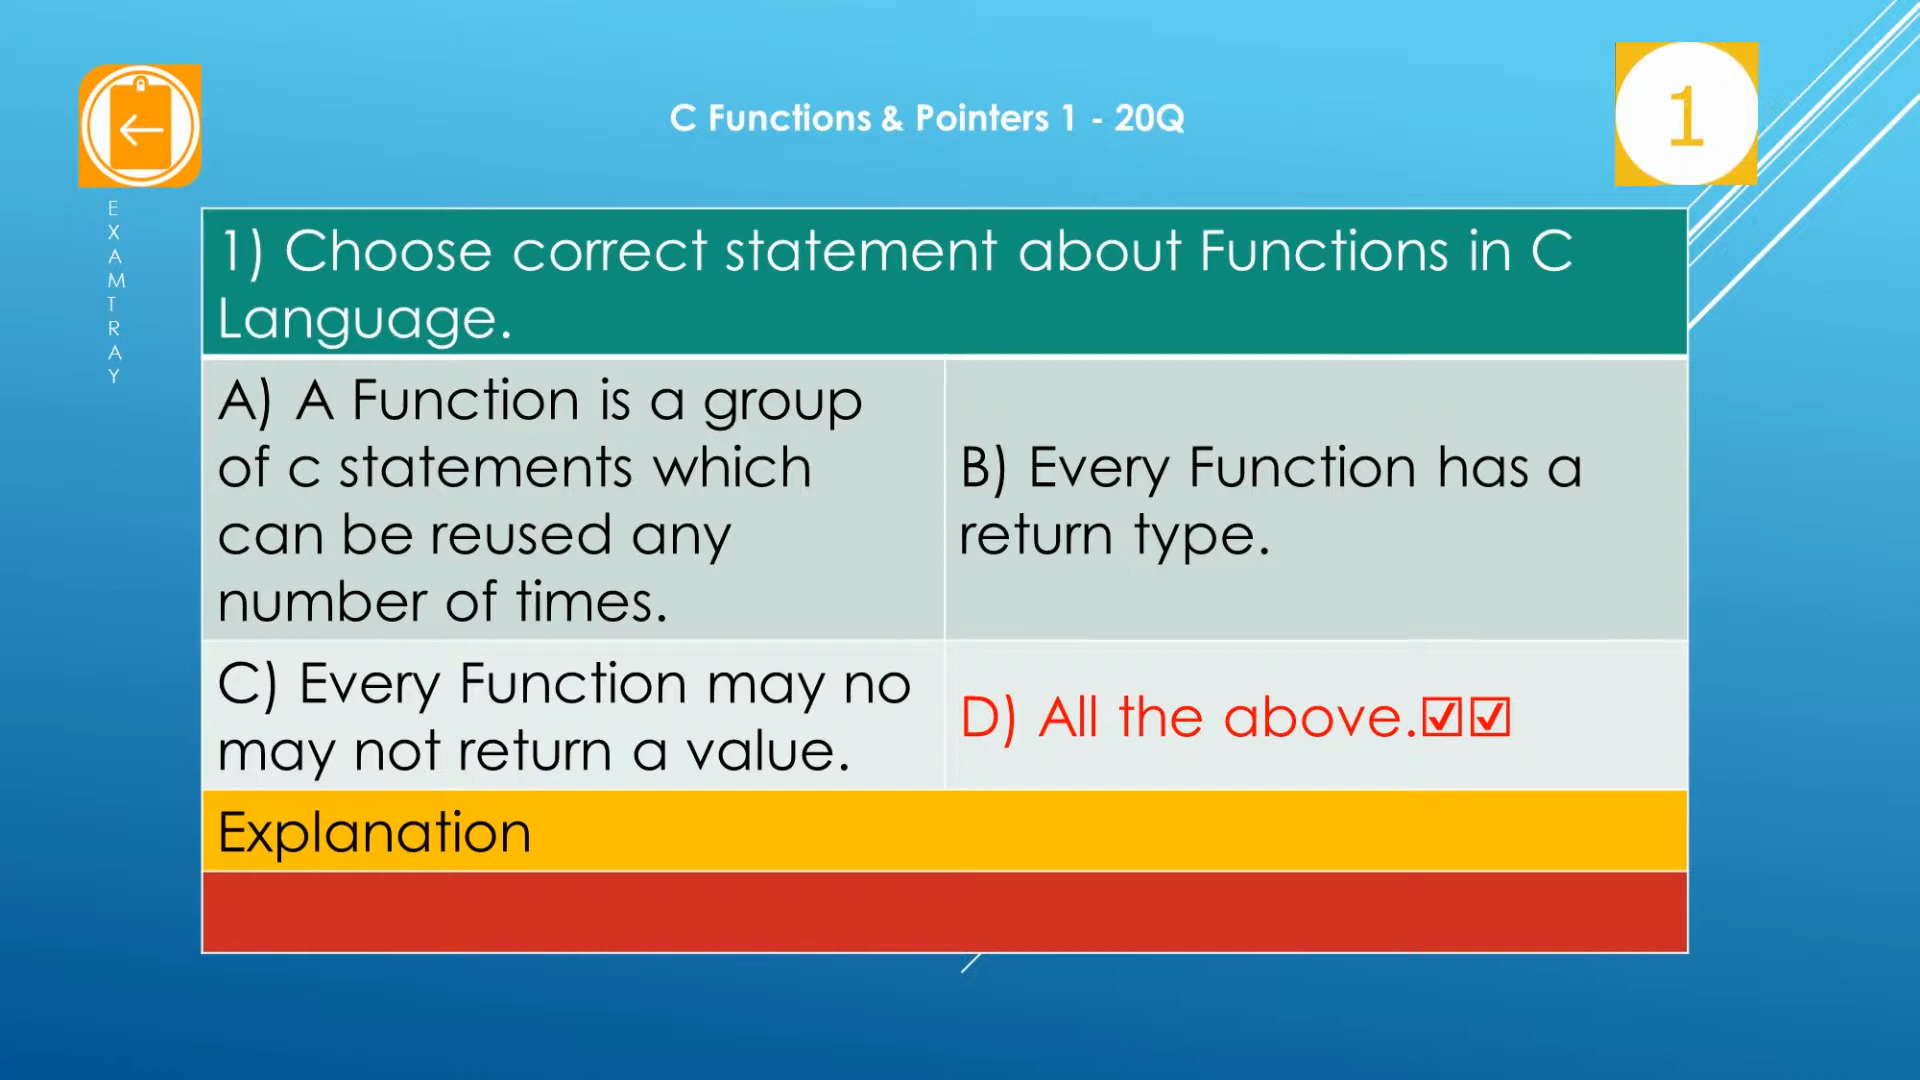 C Functions & Pointers 1 - 20Q
1
EXAMTRAY
1) Choose correct statement about Functions in C
Language.
A) A Function is a group
of c statements which
can be reused any
number of times.
B) Every Function has a
return type.
C) Every Function may no
may not return a value.
D) All the above.☑☑
Explanation